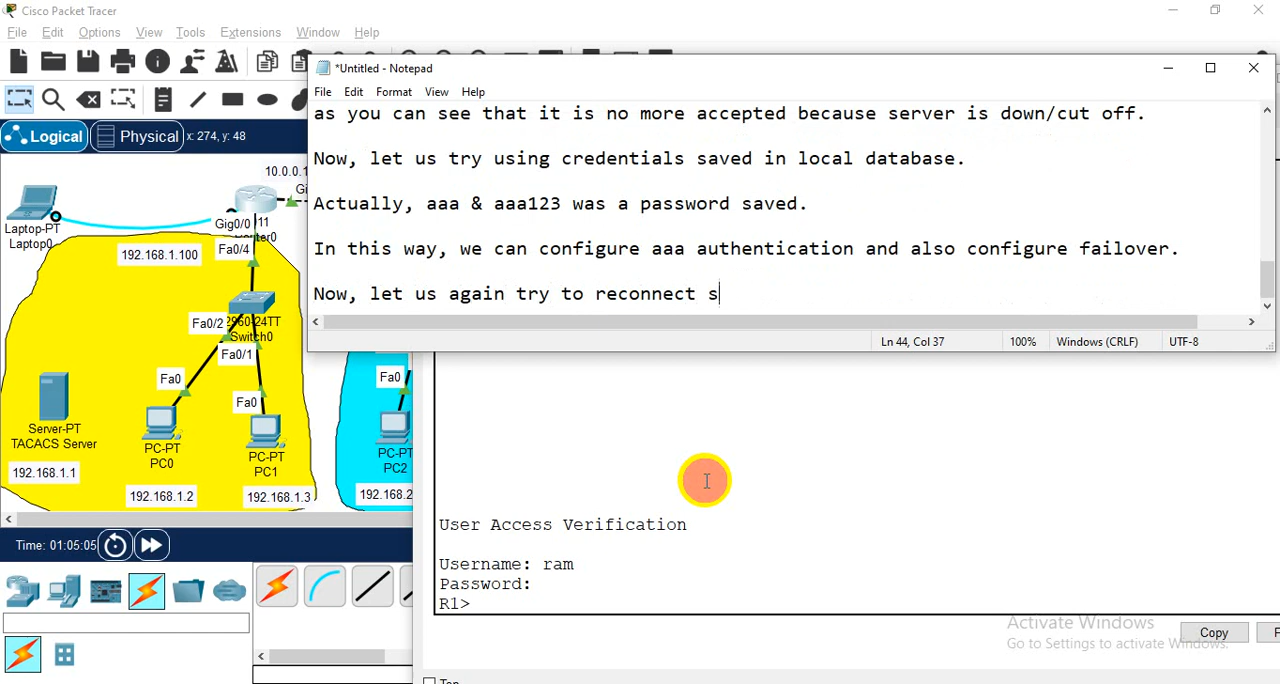 Cisco Packet Tracer
File Edit Options View Tools Extensions Window Help
*Untitled - Notepad
File Edit Format View Help
as you can see that it is no more accepted because server is down/cut off.
Now, let us try using credentials saved in local database.
Actually, aaa & aaa123 was a password saved.
In this way, we can configure aaa authentication and also configure failover.
Now, let us again try to reconnect s
Ln 44, Col 37 100% Windows (CRLF) UTF-8
Logical Physical x: 274, y: 48
10.0.0.1
Laptop-PT
Laptop0
Gig0/0
192.168.1.100
Fa0/4
Fa0/2
2960-24TT
Switch0
Fa0/1
Fa0
Fa0
Server-PT
TACACS Server
PC-PT
PC0
PC-PT
PC1
192.168.1.1
192.168.1.2
192.168.1.3
Fa0
PC-PT
PC2
192.168.2
Time: 01:05:05
User Access Verification
Username: ram
Password:
R1>
Activate Windows
Go to Settings to activate Windows.
Copy
Top